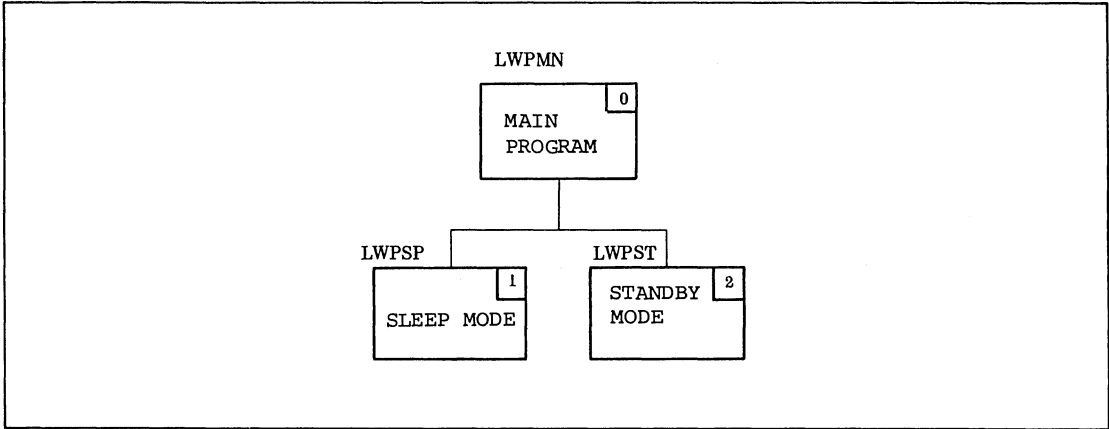 LWPMN
0
MAIN
PROGRAM
LWPSP
1
SLEEP MODE
LWPST
2
STANDBY
MODE